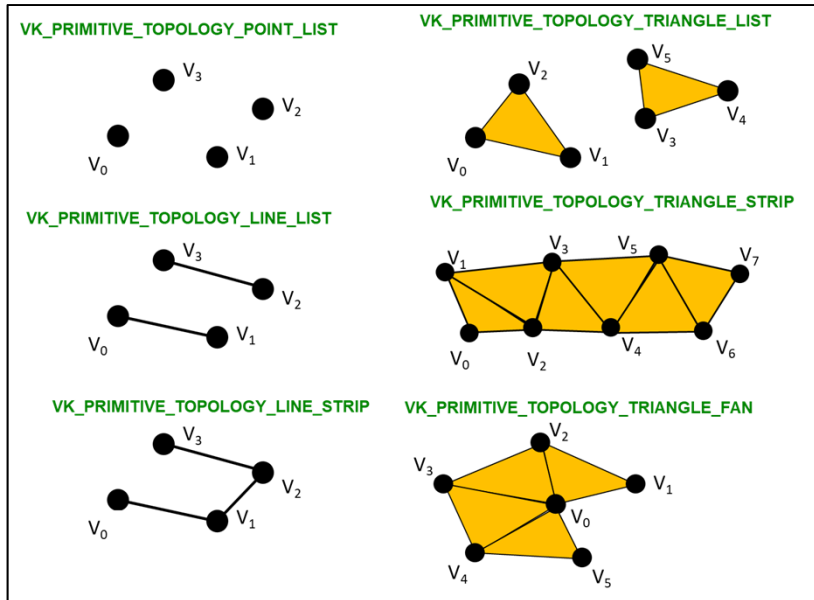 VK_PRIMITIVE_TOPOLOGY_POINT_LIST
V3
V2
V0
V1
VK_PRIMITIVE_TOPOLOGY_LINE_LIST
V3
V2
V0
V1
VK_PRIMITIVE_TOPOLOGY_LINE_STRIP
V3
V2
V0
V1
VK_PRIMITIVE_TOPOLOGY_TRIANGLE_LIST
V5
V2
V4
V3
V0
V1
VK_PRIMITIVE_TOPOLOGY_TRIANGLE_STRIP
V1
V3
V5
V7
V0
V2
V4
V6
VK_PRIMITIVE_TOPOLOGY_TRIANGLE_FAN
V2
V3
V1
V0
V4
V5